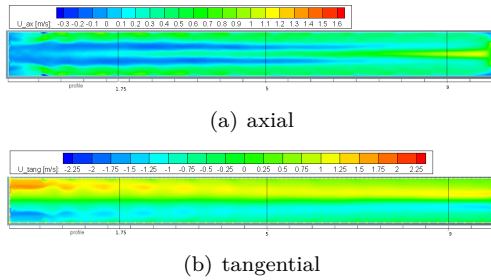 U_ax [m/s]: -0.3 -0.2 -0.1 0 0.1 0.2 0.3 0.4 0.5 0.6 0.7 0.8 0.9 1 1.1 1.2 1.3 1.4 1.5 1.6
profile 1.75 5 9
(a) axial
U_tang [m/s]: -2.25 -2 -1.75 -1.5 -1.25 -1 -0.75 -0.5 -0.25 0 0.25 0.5 0.75 1 1.25 1.5 1.75 2 2.25
profile 1.75 5 9
(b) tangential